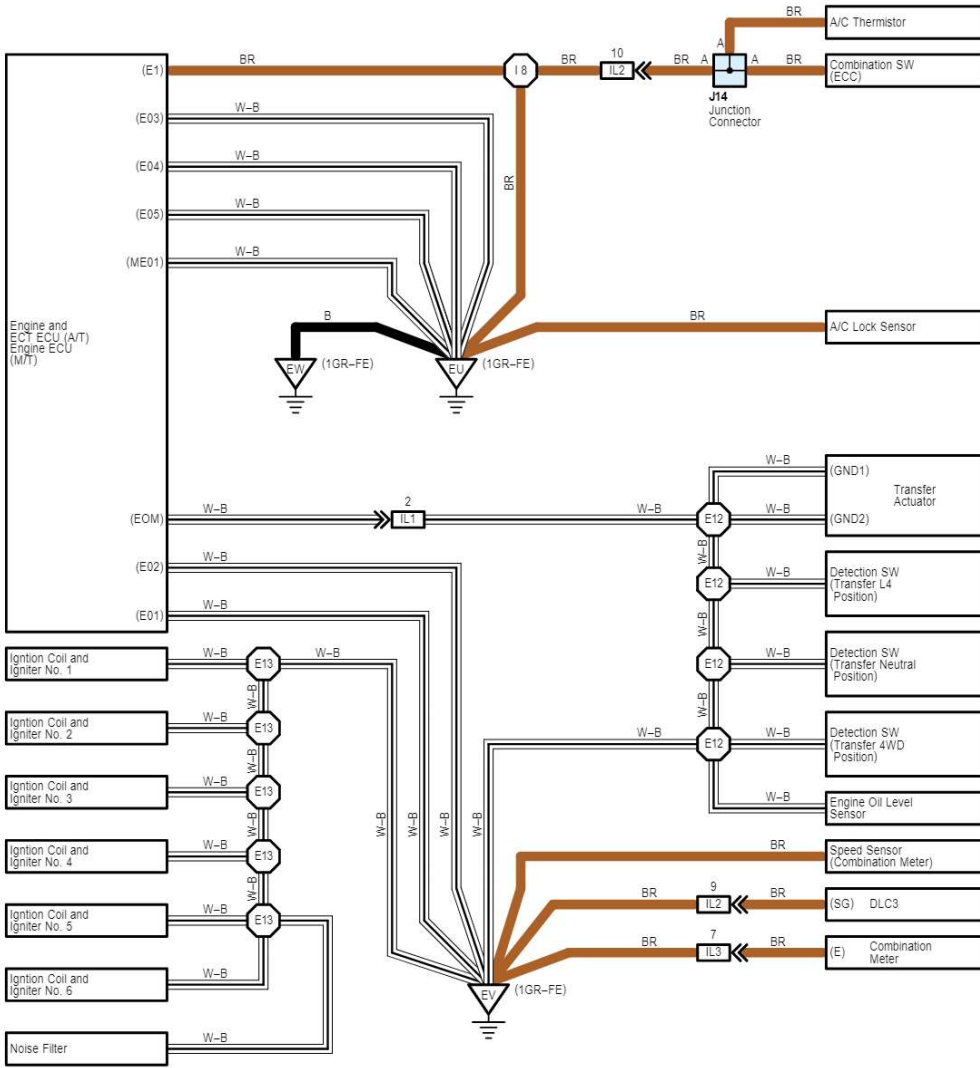 BR
A/C Thermistor
A
(E1)
BR
I 8
BR
10
IL2
BR
A
A
BR
Combination SW
(ECC)
J14
Junction
Connector
(E03)
W–B
(E04)
W–B
BR
(E05)
W–B
(ME01)
W–B
Engine and
ECT ECU (A/T)
Engine ECU
(M/T)
B
BR
A/C Lock Sensor
EW
(1GR–FE)
EU
(1GR–FE)
W–B
(GND1)
Transfer
Actuator
(EOM)
W–B
2
IL1
W–B
E12
W–B
(GND2)
W–B
(E02)
W–B
E12
W–B
Detection SW
(Transfer L4
Position)
(E01)
W–B
W–B
Igntion Coil and
Igniter No. 1
W–B
E13
W–B
E12
W–B
Detection SW
(Transfer Neutral
Position)
W–B
W–B
Igntion Coil and
Igniter No. 2
W–B
E13
W–B
E12
W–B
Detection SW
(Transfer 4WD
Position)
W–B
Igntion Coil and
Igniter No. 3
W–B
E13
W–B
Engine Oil Level
Sensor
W–B
W–B
W–B
W–B
W–B
Igntion Coil and
Igniter No. 4
W–B
E13
BR
Speed Sensor
(Combination Meter)
W–B
Igntion Coil and
Igniter No. 5
W–B
E13
BR
9
IL2
BR
(SG) DLC3
BR
7
IL3
BR
(E)
Combination
Meter
Igntion Coil and
Igniter No. 6
W–B
EV
(1GR–FE)
Noise Filter
W–B